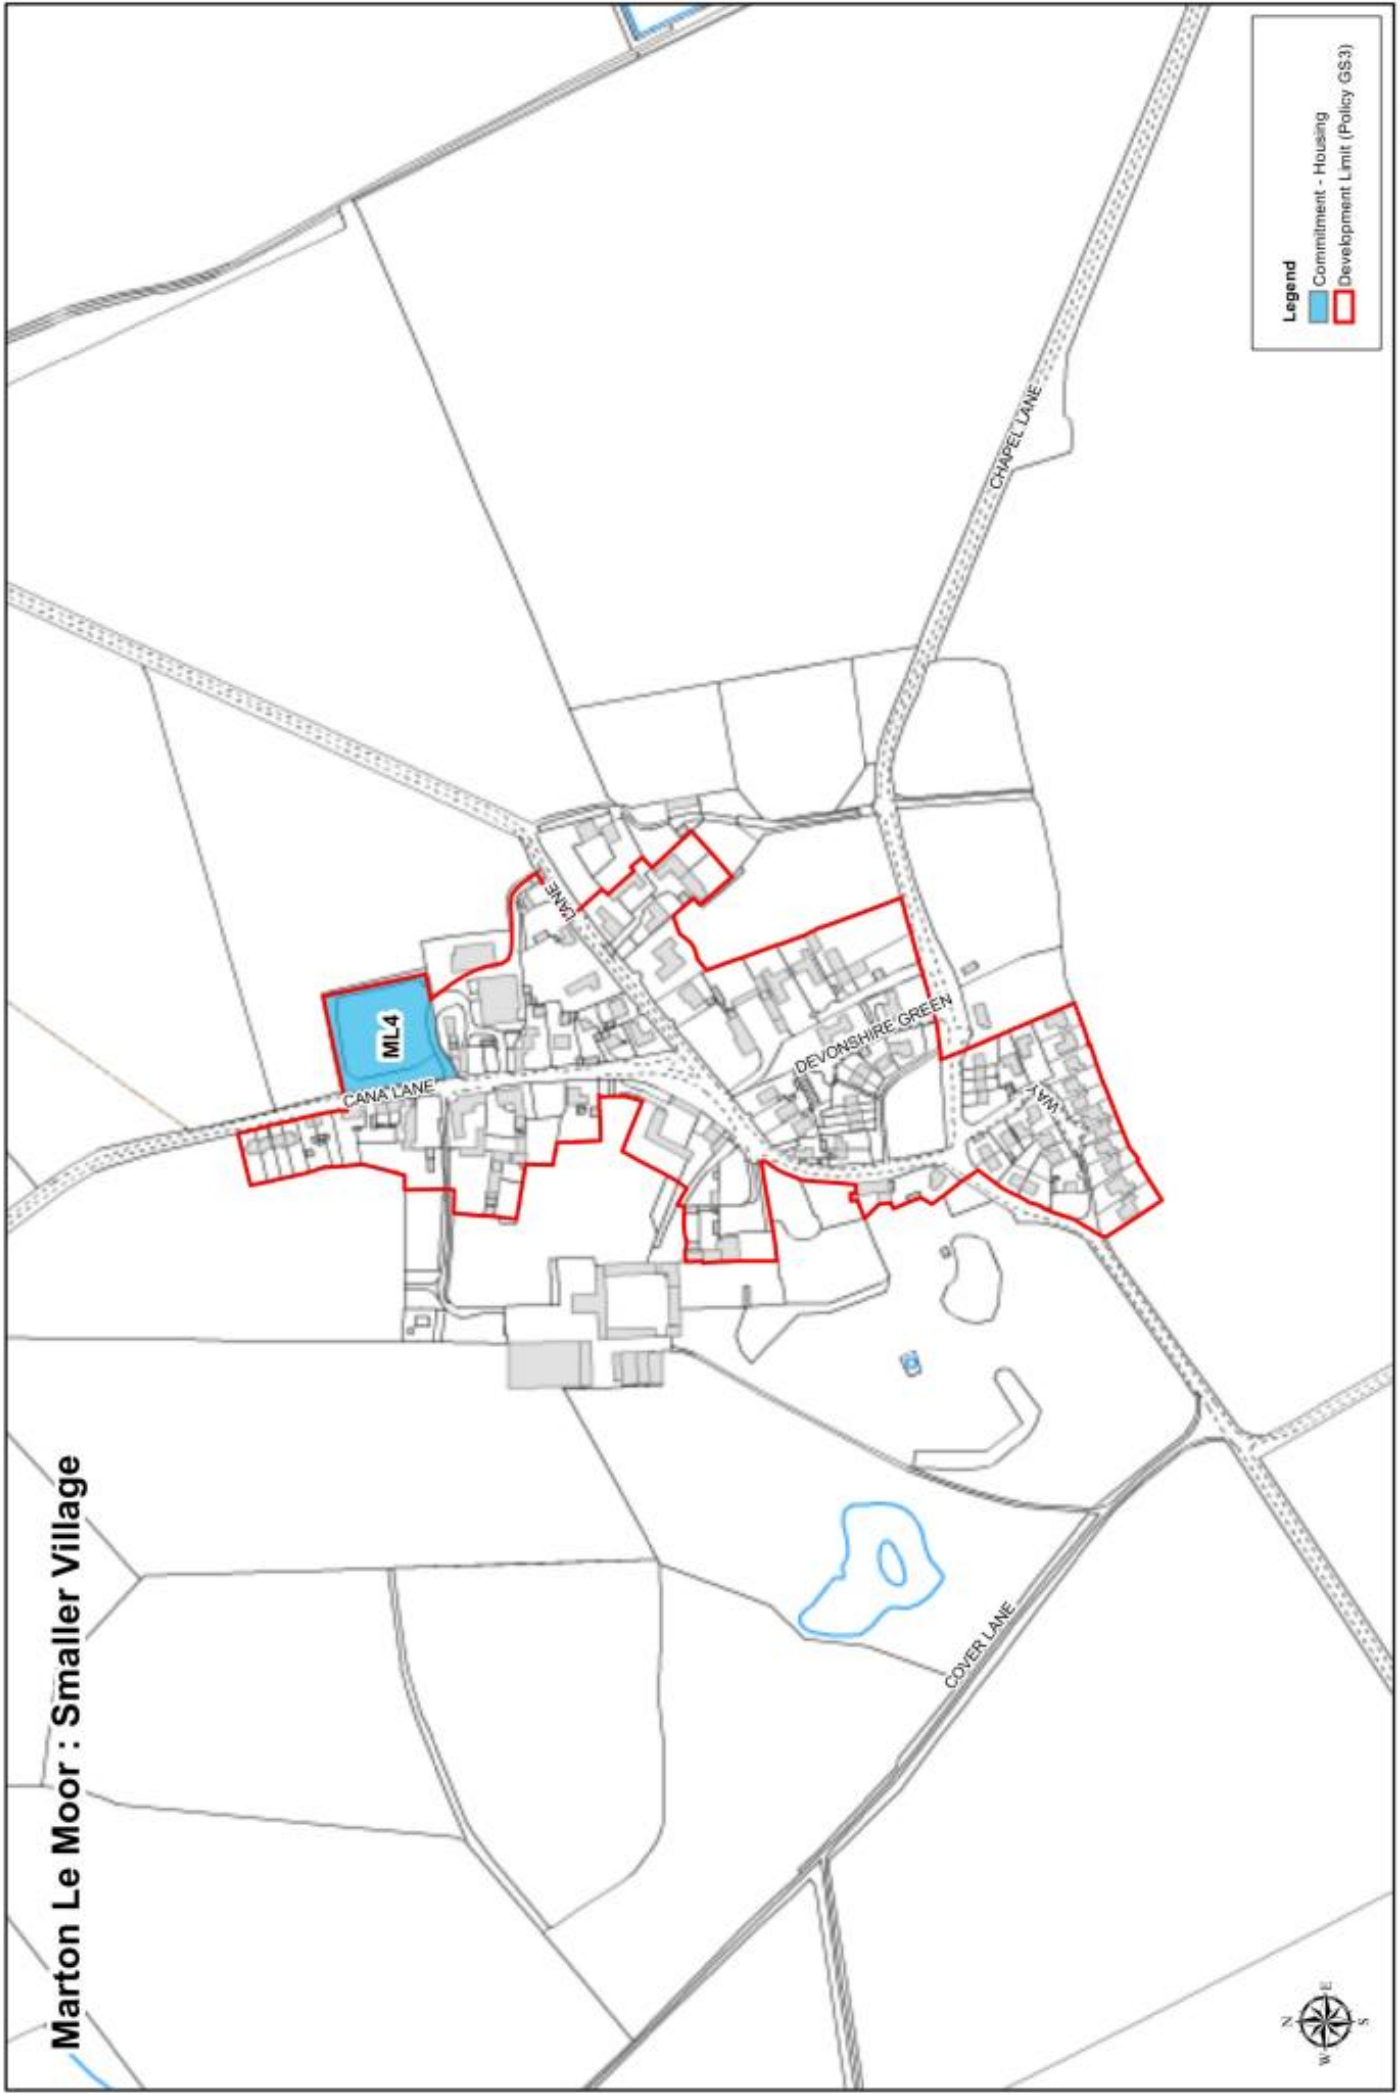 Marton Le Moor : Smaller Village
CANA LANE
ML4
LANE
DEVONSHIRE GREEN
WAY
CHAPEL LANE
COVER LANE
Legend
Commitment - Housing
Development Limit (Policy GS3)
N
W
E
S